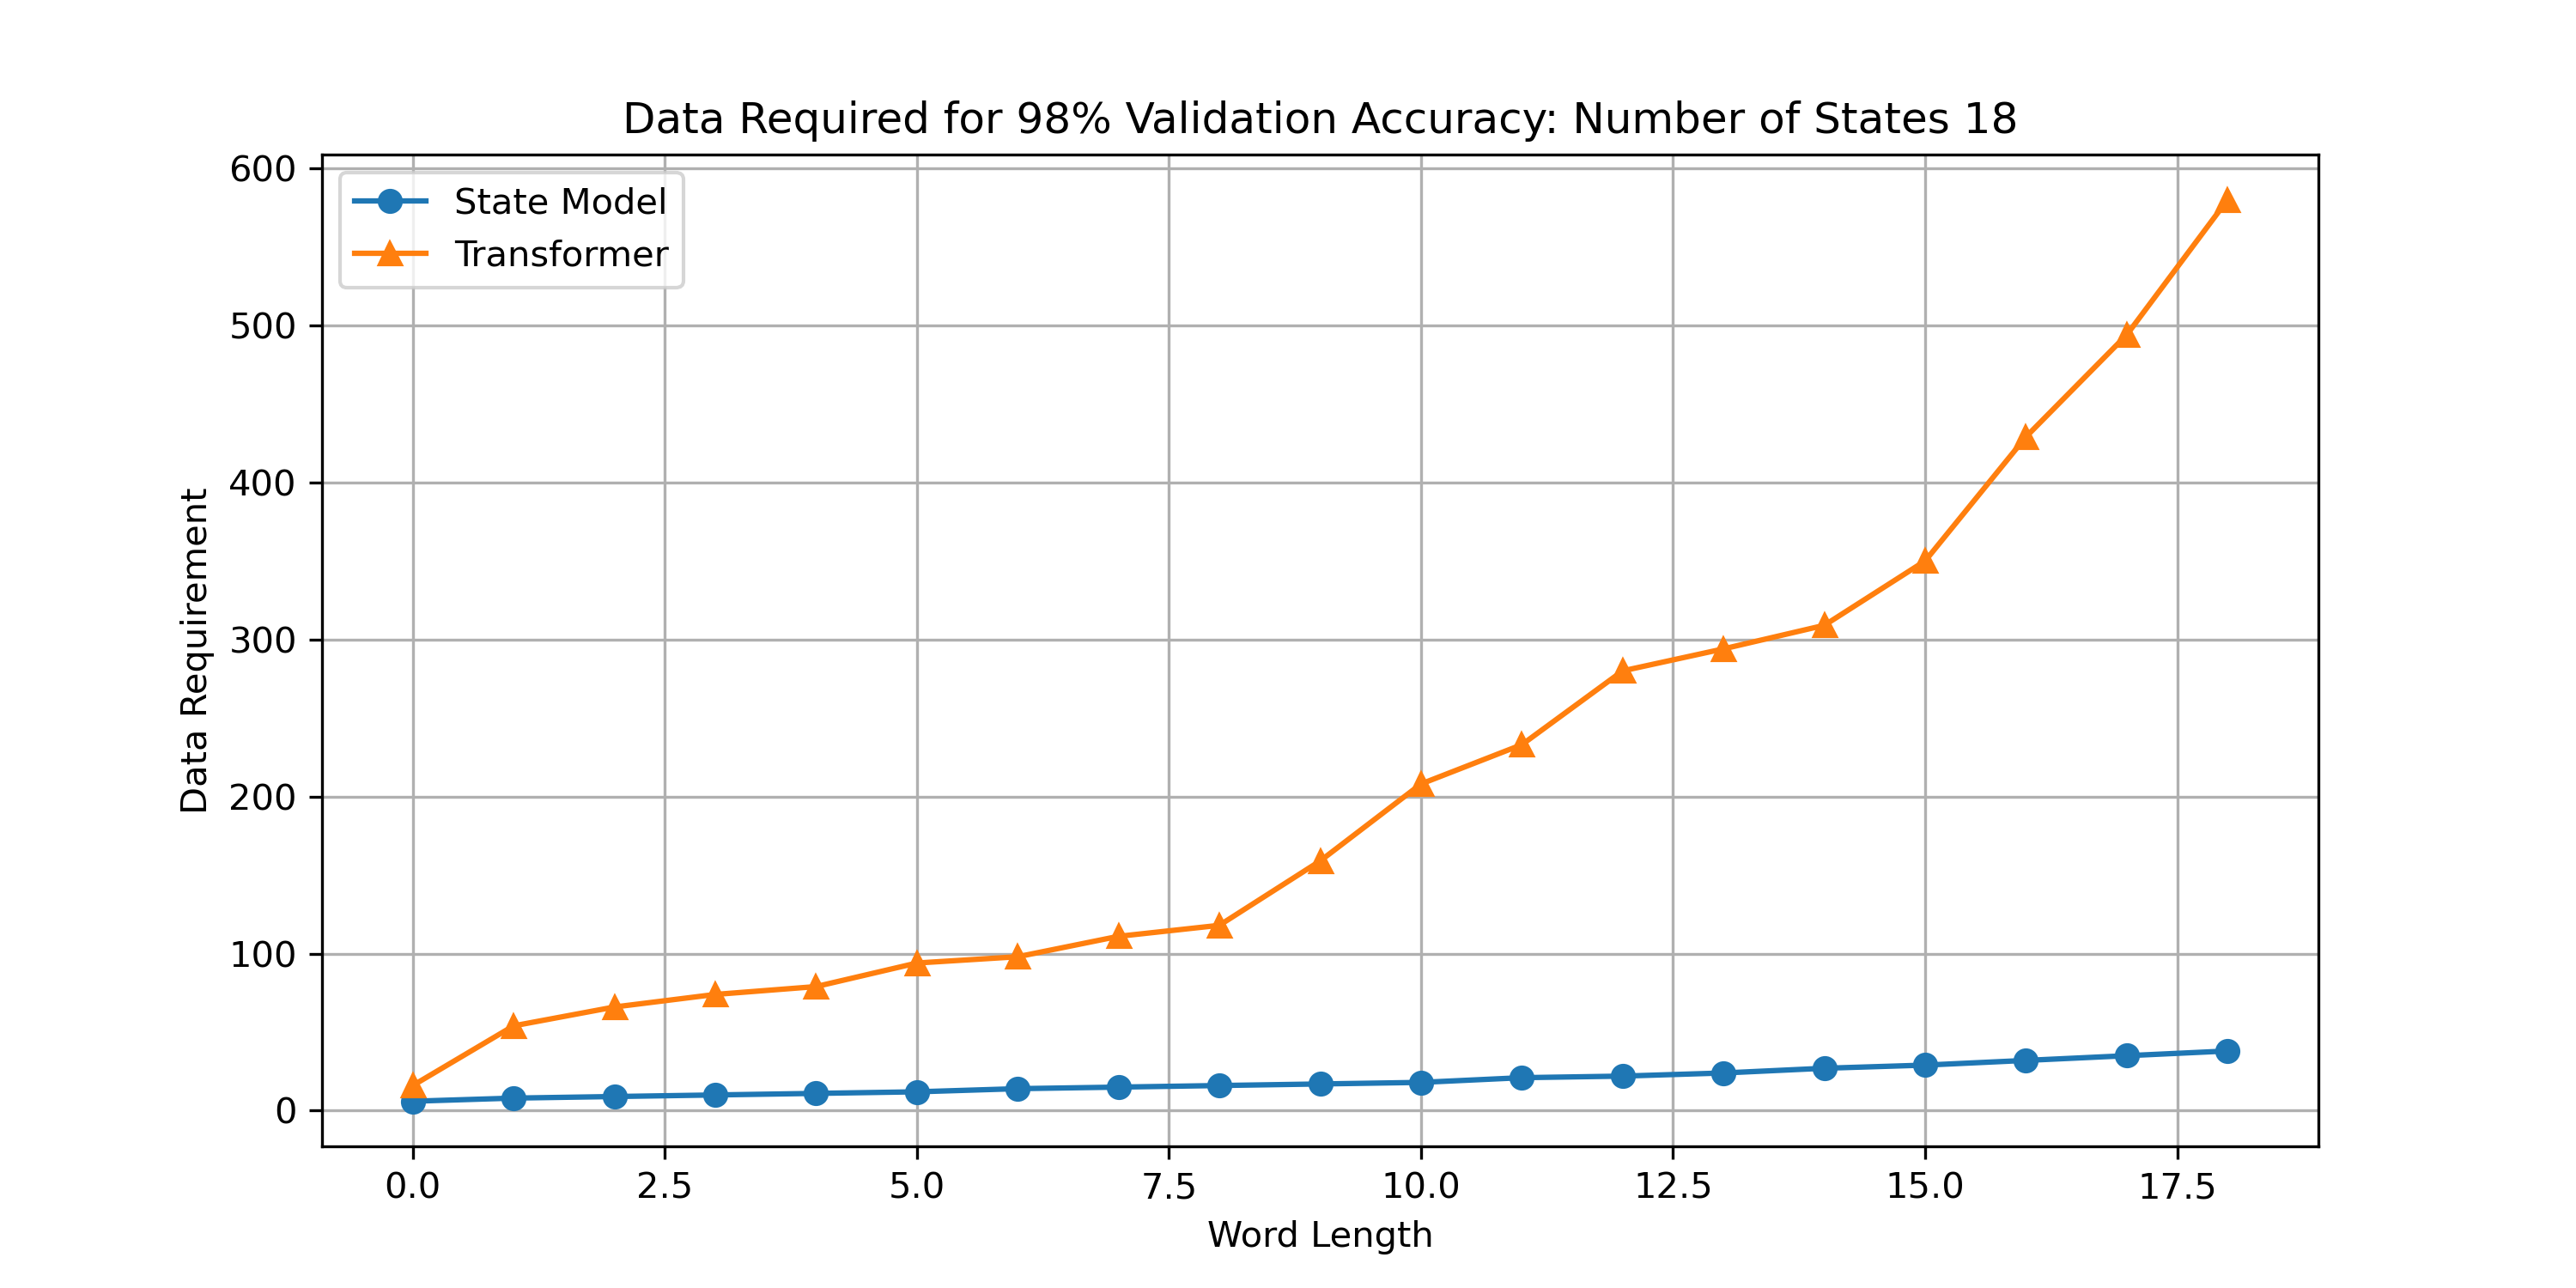 Data Required for 98% Validation Accuracy: Number of States 18
State Model
Transformer
600
500
400
300
200
100
0
Data Requirement
0.0 2.5 5.0 7.5 10.0 12.5 15.0 17.5
Word Length